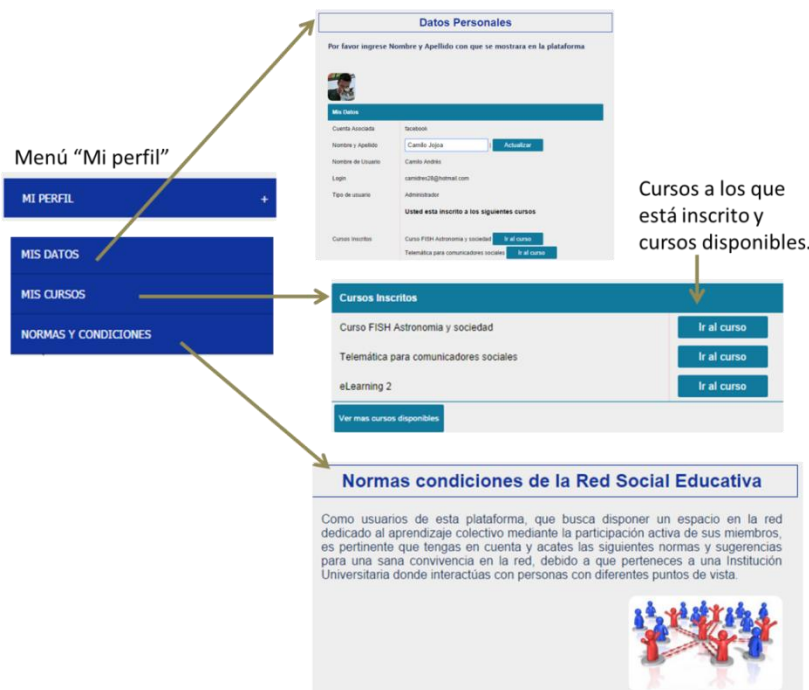 Datos Personales
Por favor ingrese Nombre y Apellido con que se mostrara en la plataforma
Mis Datos
Cuenta Asociada facebook
Nombre y Apellido Camilo Jojoa Actualizar
Nombre de Usuario Camilo Andrés
Login camidres28@hotmail.com
Tipo de usuario Administrador
Usted esta inscrito a los siguientes cursos
Cursos Inscritos Curso FISH Astronomia y sociedad Ir al curso
Telemática para comunicadores sociales Ir al curso
Menú “Mi perfil”
MI PERFIL +
MIS DATOS
MIS CURSOS
NORMAS Y CONDICIONES
Cursos a los que
está inscrito y
cursos disponibles.
Cursos Inscritos
Curso FISH Astronomia y sociedad Ir al curso
Telemática para comunicadores sociales Ir al curso
eLearning 2 Ir al curso
Ver mas cursos disponibles
Normas condiciones de la Red Social Educativa
Como usuarios de esta plataforma, que busca disponer un espacio en la red
dedicado al aprendizaje colectivo mediante la participación activa de sus miembros,
es pertinente que tengas en cuenta y acates las siguientes normas y sugerencias
para una sana convivencia en la red, debido a que perteneces a una Institución
Universitaria donde interactúas con personas con diferentes puntos de vista.